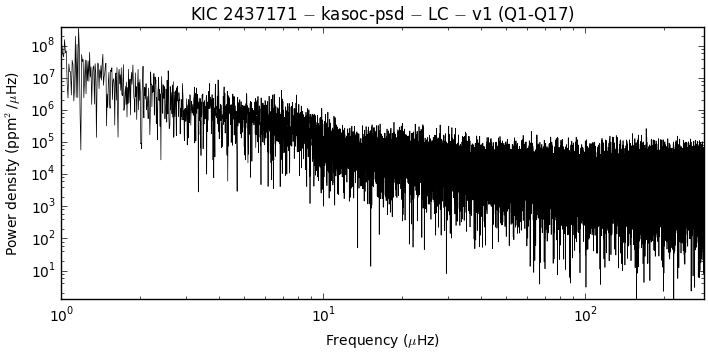 KIC 2437171 − kasoc-psd − LC − v1 (Q1-Q17)
Power density (ppm²/μHz)
10⁸
10⁷
10⁶
10⁵
10⁴
10³
10²
10¹
10⁰ 10¹ 10²
Frequency (μHz)